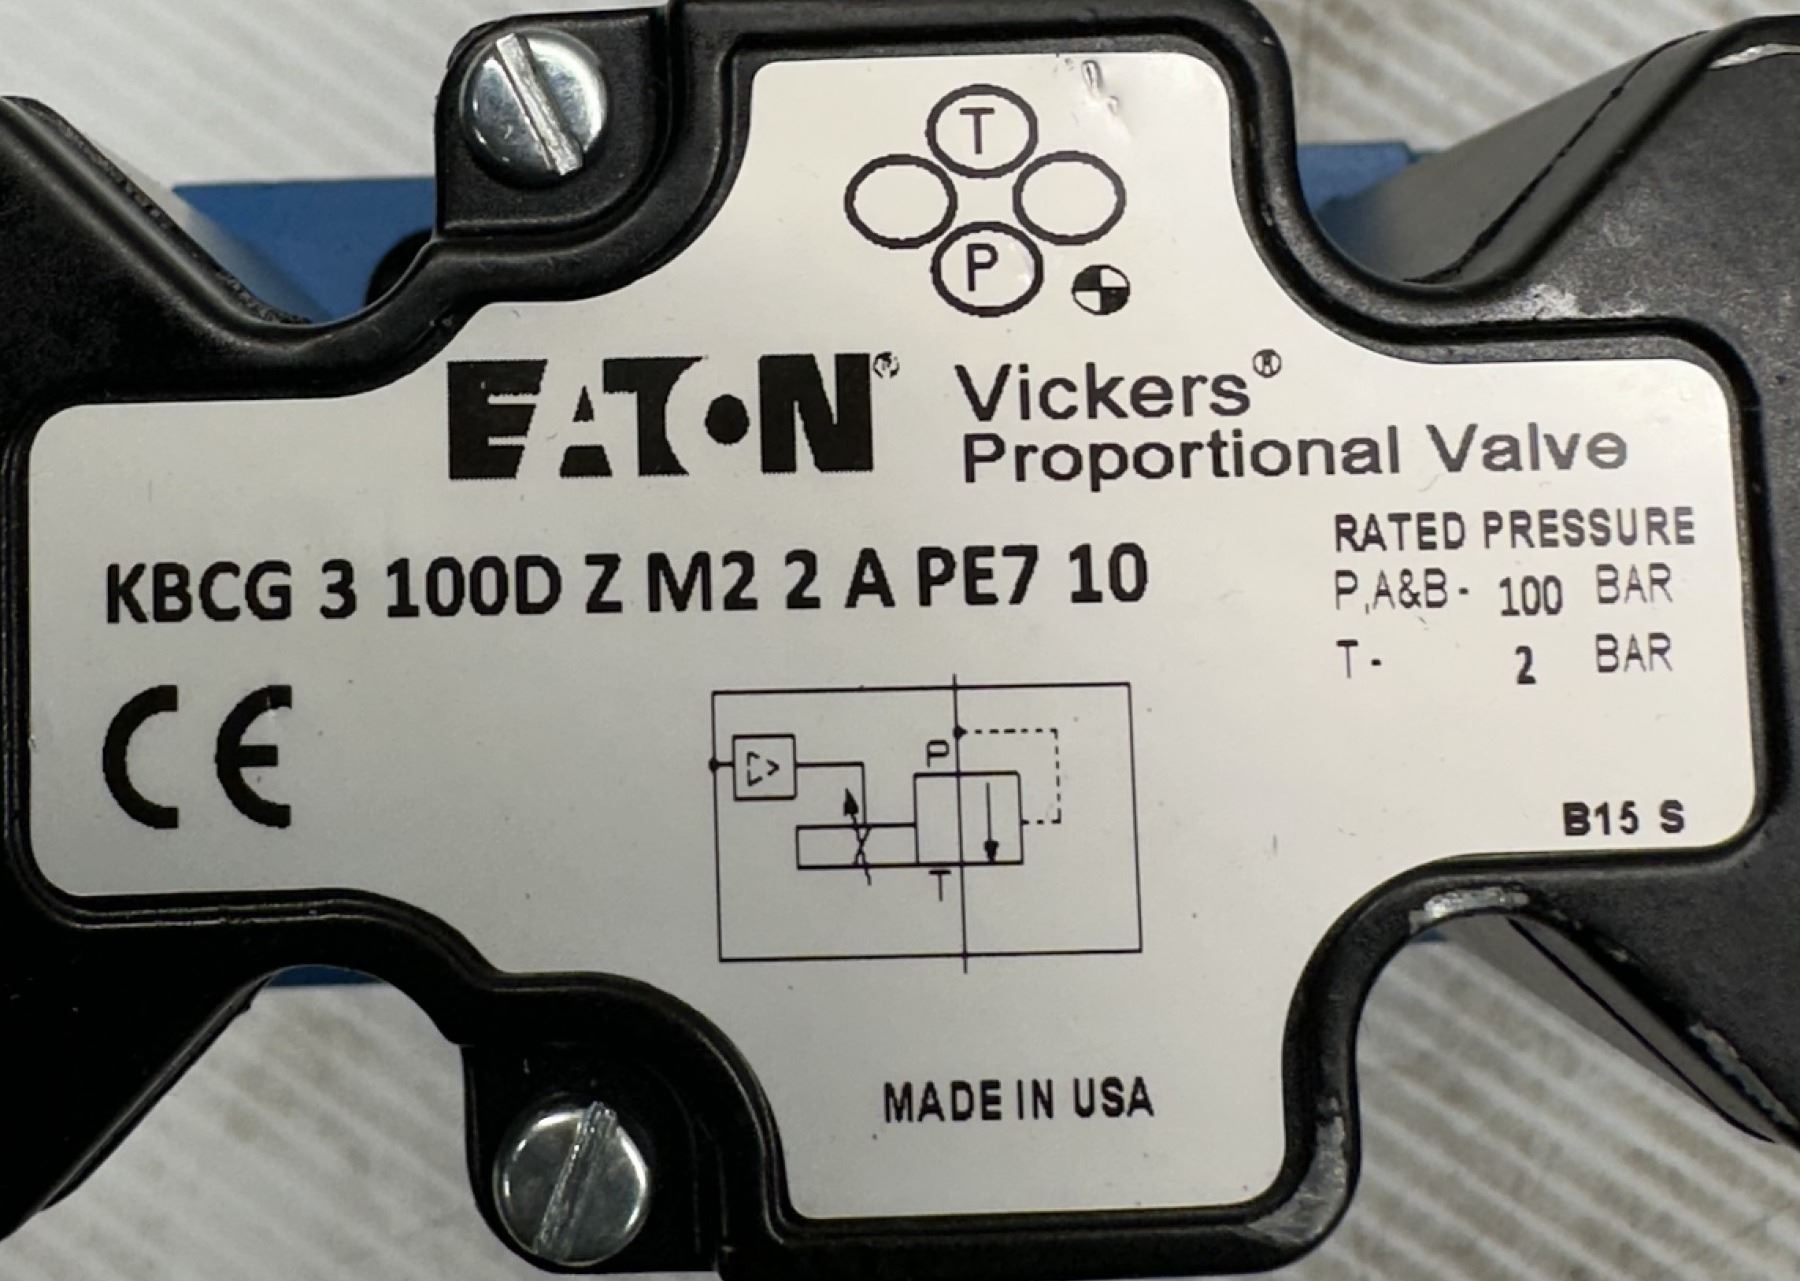 T
P
EATON® Vickers®
Proportional Valve
RATED PRESSURE
KBCG 3 100D Z M2 2 A PE7 10
P,A&B- 100 BAR
T- 2 BAR
CE
P
T
B15 S
MADE IN USA